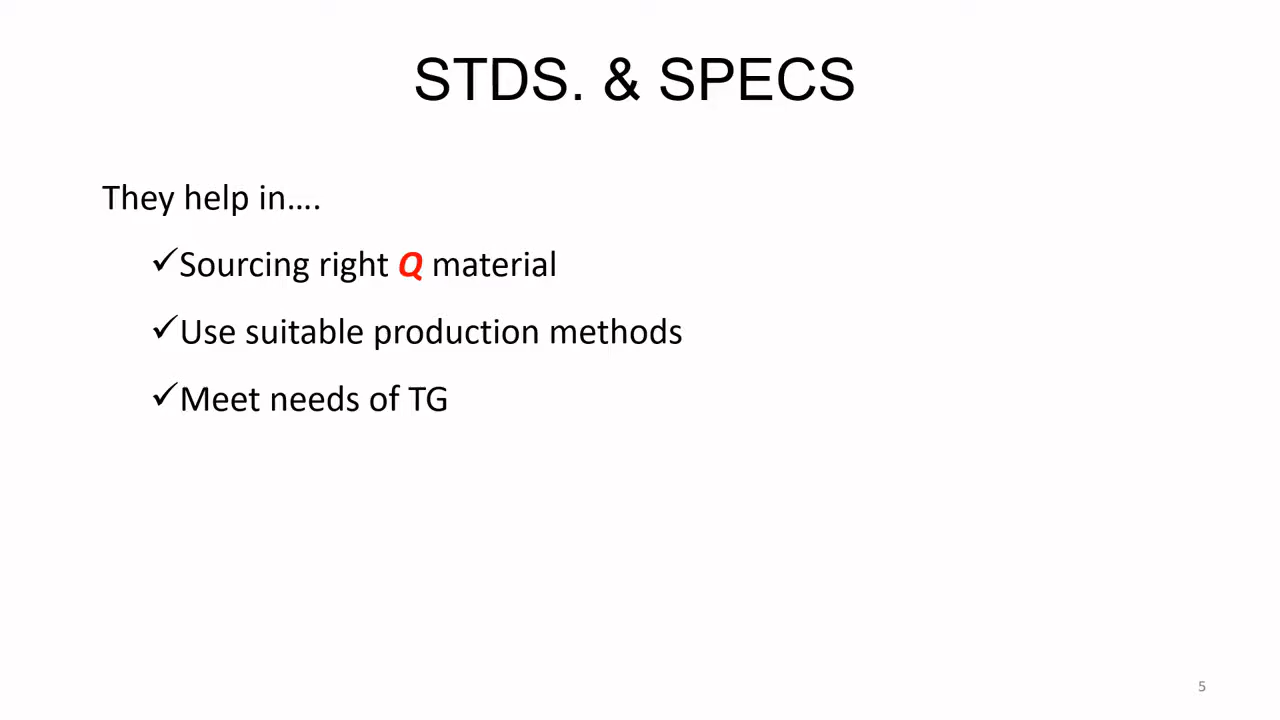 STDS. & SPECS
They help in....
✓Sourcing right Q material
✓Use suitable production methods
✓Meet needs of TG
5